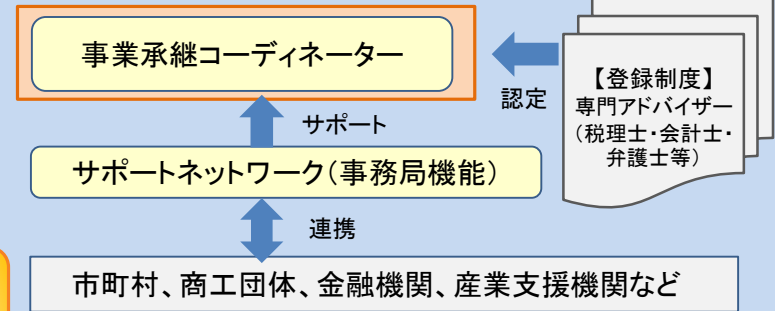 事業承継コーディネーター
認定
【登録制度】
専門アドバイザー
(税理士・会計士・
弁護士等)
サポート
サポートネットワーク(事務局機能)
連携
市町村、商工団体、金融機関、産業支援機関など